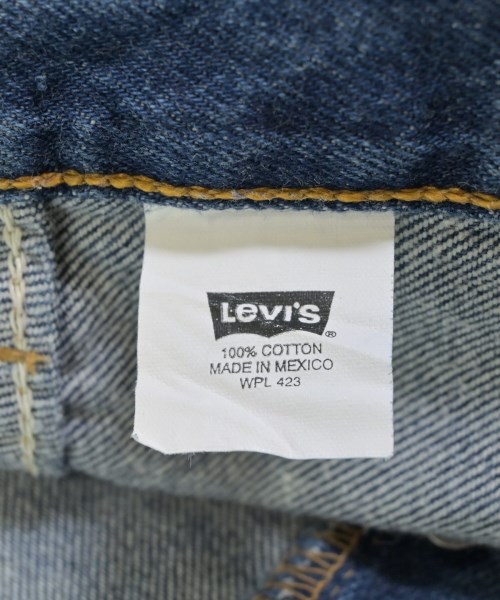 Levi's ®
100% COTTON
MADE IN MEXICO
WPL 423